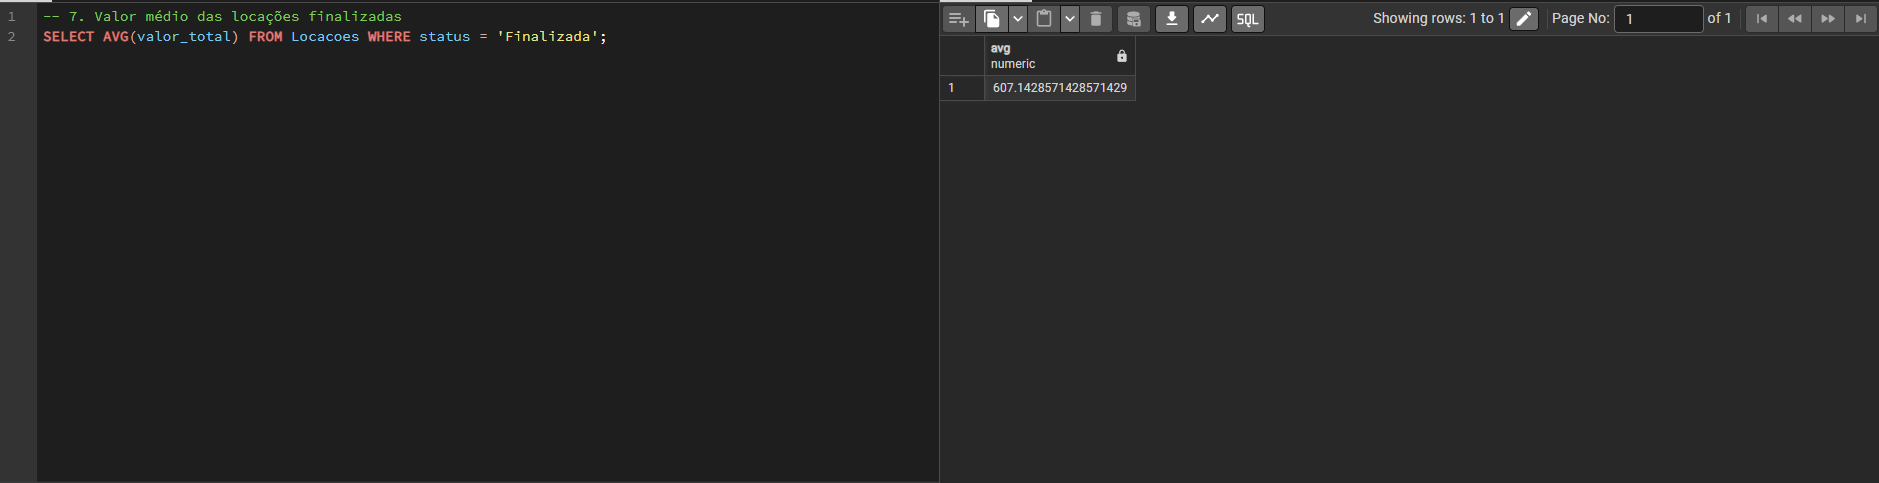 1 -- 7. Valor médio das locações finalizadas
2 SELECT AVG(valor_total) FROM Locacoes WHERE status = 'Finalizada';
SQL Showing rows: 1 to 1 Page No: 1 of 1
avg
numeric
1 607.1428571428571429